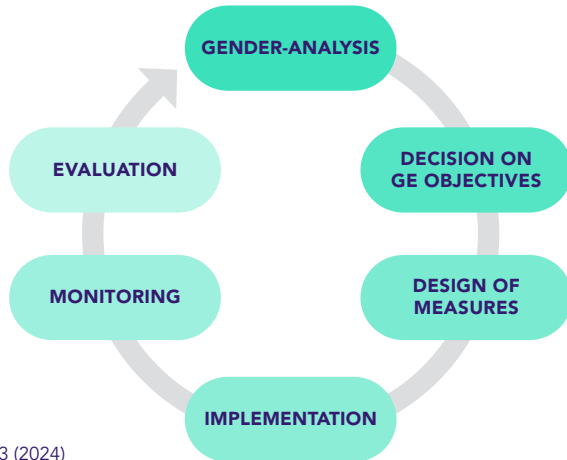 GENDER-ANALYSIS
DECISION ON
GE OBJECTIVES
DESIGN OF
MEASURES
IMPLEMENTATION
MONITORING
EVALUATION
3 (2024)